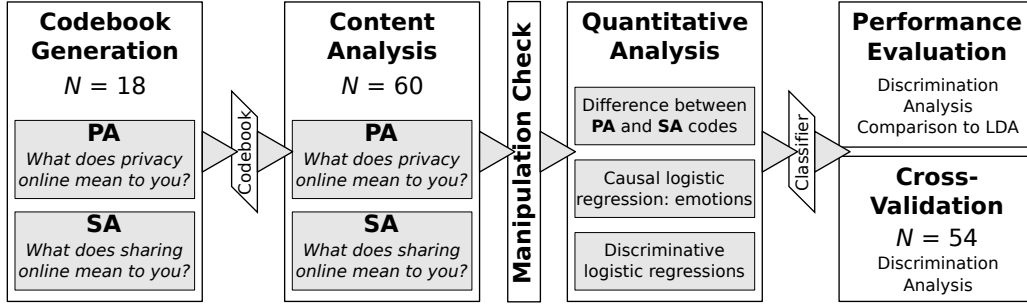 Codebook
Generation
N = 18
PA
What does privacy
online mean to you?
SA
What does sharing
online mean to you?
Codebook
Content
Analysis
N = 60
PA
What does privacy
online mean to you?
SA
What does sharing
online mean to you?
Manipulation Check
Quantitative
Analysis
Difference between
PA and SA codes
Causal logistic
regression: emotions
Discriminative
logistic regressions
Classifier
Performance
Evaluation
Discrimination
Analysis
Comparison to LDA
Cross-
Validation
N = 54
Discrimination
Analysis